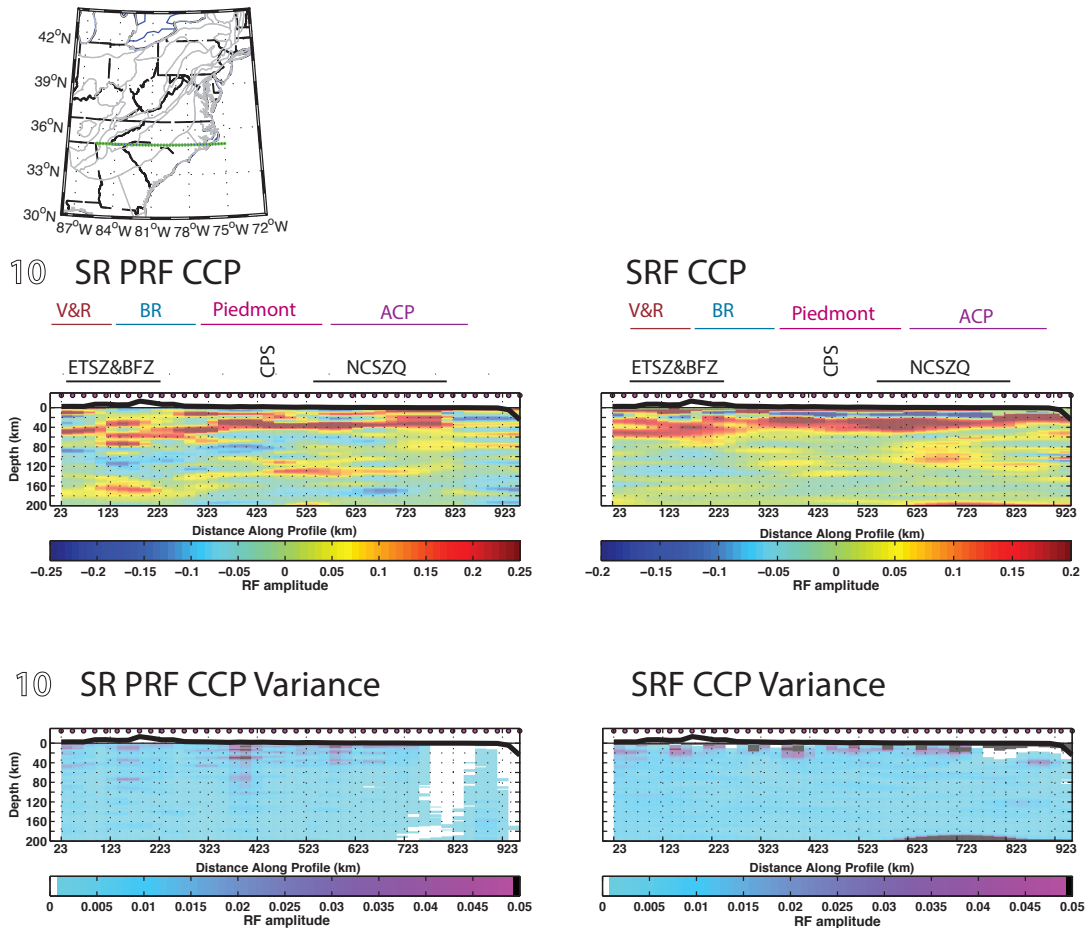 42°N
39°N
36°N
33°N
30°N
87°W 84°W 81°W 78°W 75°W 72°W
10 SR PRF CCP
V&R BR Piedmont ACP
ETSZ&BFZ CPS NCSZQ
Depth (km)
0
40
80
120
160
200
23 123 223 323 423 523 623 723 823 923
Distance Along Profile (km)
−0.25 −0.2 −0.15 −0.1 −0.05 0 0.05 0.1 0.15 0.20 0.25
RF amplitude
SRF CCP
V&R BR Piedmont ACP
ETSZ&BFZ CPS NCSZQ
Depth (km)
0
40
80
120
160
200
23 123 223 323 423 523 623 723 823 923
Distance Along Profile (km)
−0.2 −0.15 −0.1 −0.05 0 0.05 0.1 0.15 0.2
RF amplitude
10 SR PRF CCP Variance
Depth (km)
0
40
80
120
160
200
23 123 223 323 423 523 623 723 823 923
Distance Along Profile (km)
0 0.005 0.01 0.015 0.02 0.025 0.03 0.035 0.04 0.045 0.05
RF amplitude
SRF CCP Variance
Depth (km)
0
40
80
120
160
200
23 123 223 323 423 523 623 723 823 923
Distance Along Profile (km)
0 0.005 0.01 0.015 0.02 0.025 0.03 0.035 0.04 0.045 0.05
RF amplitude